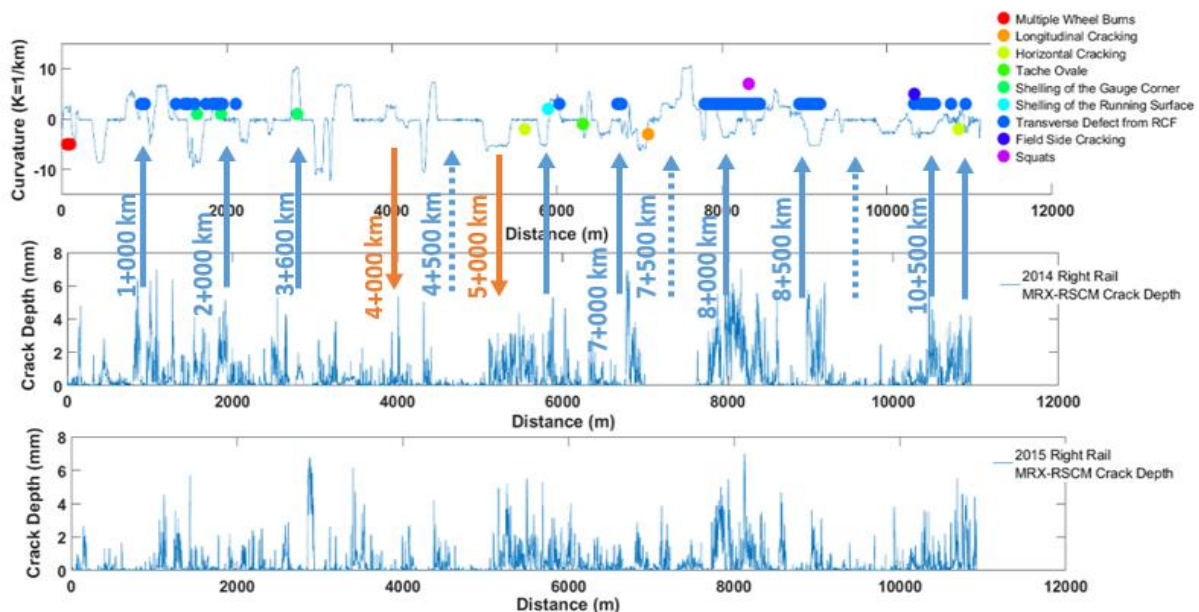 Multiple Wheel Burns
Longitudinal Cracking
Horizontal Cracking
Tache Ovale
Shelling of the Gauge Corner
Shelling of the Running Surface
Transverse Defect from RCF
Field Side Cracking
Squats
Curvature (K=1/km)
10
0
-10
0
2000
4000
6000
8000
10000
12000
Distance (m)
1+000 km
2+000 km
3+600 km
4+000 km
4+500 km
5+000 km
7+000 km
7+500 km
8+000 km
8+500 km
10+500 km
Crack Depth (mm)
8
6
4
2
0
2014 Right Rail
MRX-RSCM Crack Depth
0
2000
4000
6000
8000
10000
12000
Distance (m)
Crack Depth (mm)
8
6
4
2
0
2015 Right Rail
MRX-RSCM Crack Depth
0
2000
4000
6000
8000
10000
12000
Distance (m)